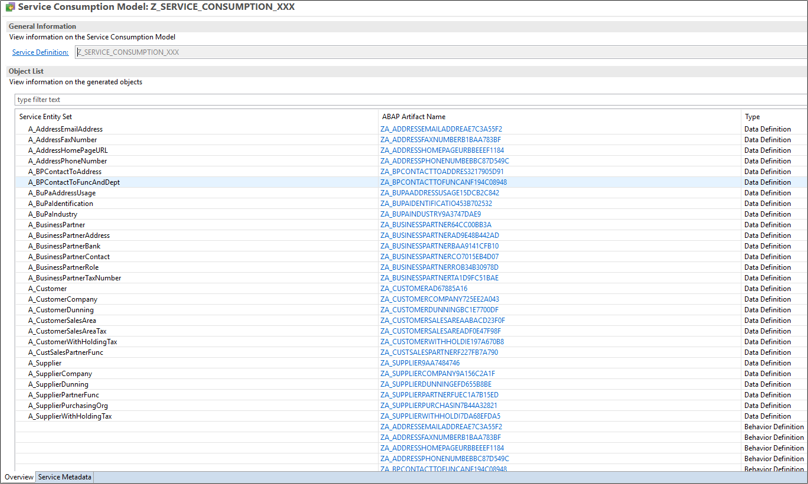 Service Consumption Model: Z_SERVICE_CONSUMPTION_XXX
General Information
View information on the Service Consumption Model
Service Definition: Z_SERVICE_CONSUMPTION_XXX
Object List
View information on the generated objects
type filter text
Service Entity Set ABAP Artifact Name Type
A_AddressEmailAddress ZA_ADDRESSEMAILADDREAE7C3A55F2 Data Definition
A_AddressFaxNumber ZA_ADDRESSFAXNUMBERB1BAA783BF Data Definition
A_AddressHomePageURL ZA_ADDRESSHOMEPAGEURBBEEEF1184 Data Definition
A_AddressPhoneNumber ZA_ADDRESSPHONENUMBEBBC87D549C Data Definition
A_BPContactToAddress ZA_BPCONTACTTOADDRES3217905D91 Data Definition
A_BPContactToFuncAndDept ZA_BPCONTACTTOFUNCANF194C08948 Data Definition
A_BuPaAddressUsage ZA_BUPAADDRESSUSAGE15DCB2C842 Data Definition
A_BuPaIdentification ZA_BUPAIDENTIFICATIO453B702532 Data Definition
A_BuPaIndustry ZA_BUPAINDUSTRY9A3747DAE9 Data Definition
A_BusinessPartner ZA_BUSINESSPARTNER64CC00BB3A Data Definition
A_BusinessPartnerAddress ZA_BUSINESSPARTNERAD9E48B442AD Data Definition
A_BusinessPartnerBank ZA_BUSINESSPARTNERBAA9141CFB10 Data Definition
A_BusinessPartnerContact ZA_BUSINESSPARTNERCO7015EB4D07 Data Definition
A_BusinessPartnerRole ZA_BUSINESSPARTNERROB34B30978D Data Definition
A_BusinessPartnerTaxNumber ZA_BUSINESSPARTNERTA1D9FC51BAE Data Definition
A_Customer ZA_CUSTOMERAD67885A16 Data Definition
A_CustomerCompany ZA_CUSTOMERCOMPANY725EE2A043 Data Definition
A_CustomerDunning ZA_CUSTOMERDUNNINGBC1E7700DF Data Definition
A_CustomerSalesArea ZA_CUSTOMERSALESAREAABACD23F0F Data Definition
A_CustomerSalesAreaTax ZA_CUSTOMERSALESAREADF0E47F98F Data Definition
A_CustomerWithHoldingTax ZA_CUSTOMERWITHHOLDIE197A670B8 Data Definition
A_CustSalesPartnerFunc ZA_CUSTSALESPARTNERF227FB7A790 Data Definition
A_Supplier ZA_SUPPLIER9AA7484746 Data Definition
A_SupplierCompany ZA_SUPPLIERCOMPANY9A156C2A1F Data Definition
A_SupplierDunning ZA_SUPPLIERDUNNINGEFD655B8BE Data Definition
A_SupplierPartnerFunc ZA_SUPPLIERPARTNERFUEC1A7B15ED Data Definition
A_SupplierPurchasingOrg ZA_SUPPLIERPURCHASIN7B44A32821 Data Definition
A_SupplierWithHoldingTax ZA_SUPPLIERWITHHOLDI7DA68EFDA5 Data Definition
ZA_ADDRESSEMAILADDREAE7C3A55F2 Behavior Definition
ZA_ADDRESSFAXNUMBERB1BAA783BF Behavior Definition
ZA_ADDRESSHOMEPAGEURBBEEEF1184 Behavior Definition
ZA_ADDRESSPHONENUMBEBBC87D549C Behavior Definition
ZA_BPCONTACTTOADDRES3217905D91 Behavior Definition
ZA_BPCONTACTTOFUNCANF194C08948 Behavior Definition
Overview Service Metadata